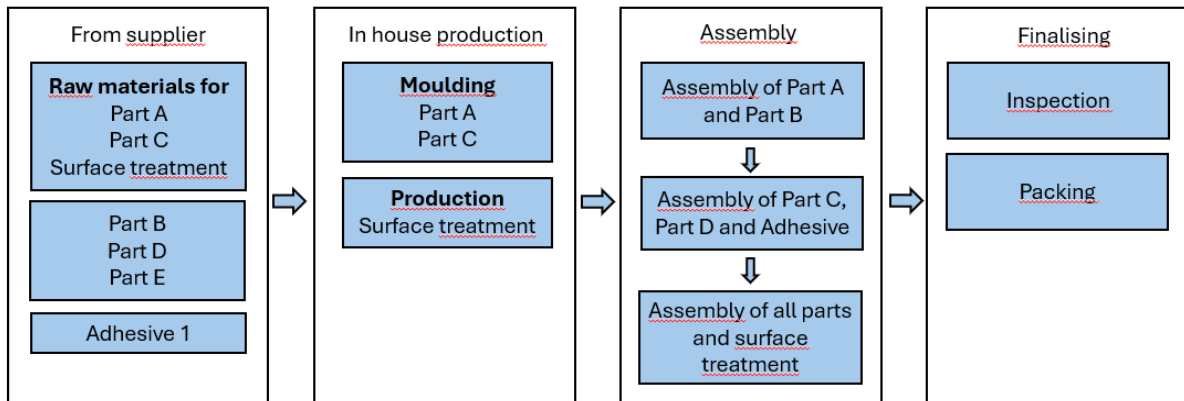 From supplier
Raw materials for
Part A
Part C
Surface treatment
Part B
Part D
Part E
Adhesive 1
In house production
Moulding
Part A
Part C
Production
Surface treatment
Assembly
Assembly of Part A
and Part B
Assembly of Part C,
Part D and Adhesive
Assembly of all parts
and surface
treatment
Finalising
Inspection
Packing